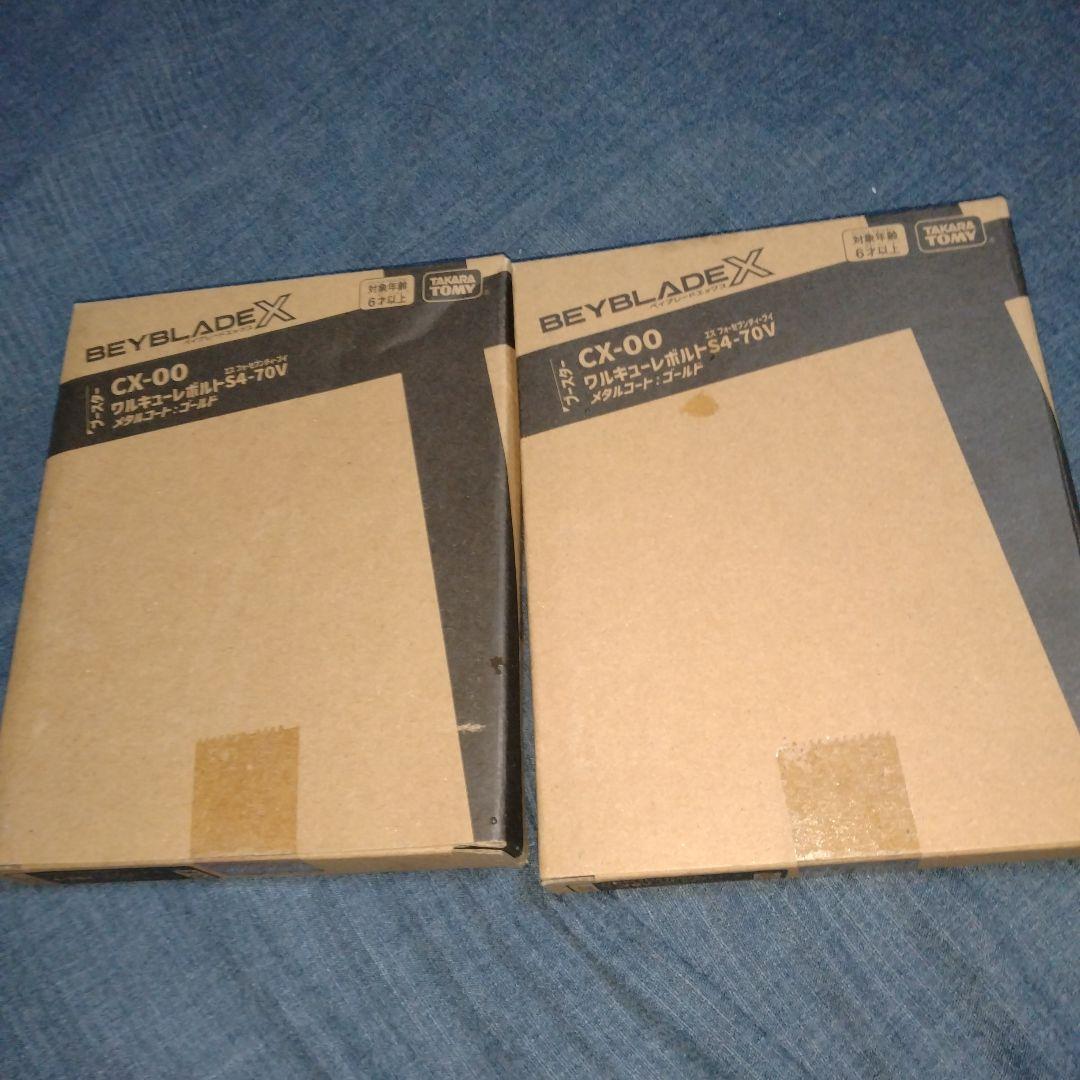 BEYBLADE X
ベイブレードエックス
対象年齢
6才以上
TAKARA
TOMY
ブースター
CX-00
エス フォーセブンティーブイ
ワルキューレボルトS4-70V
メタルコート:ゴールド
BEYBLADE X
ベイブレードエックス
対象年齢
6才以上
TAKARA
TOMY
ブースター
CX-00
エス フォーセブンティーブイ
ワルキューレボルトS4-70V
メタルコート:ゴールド